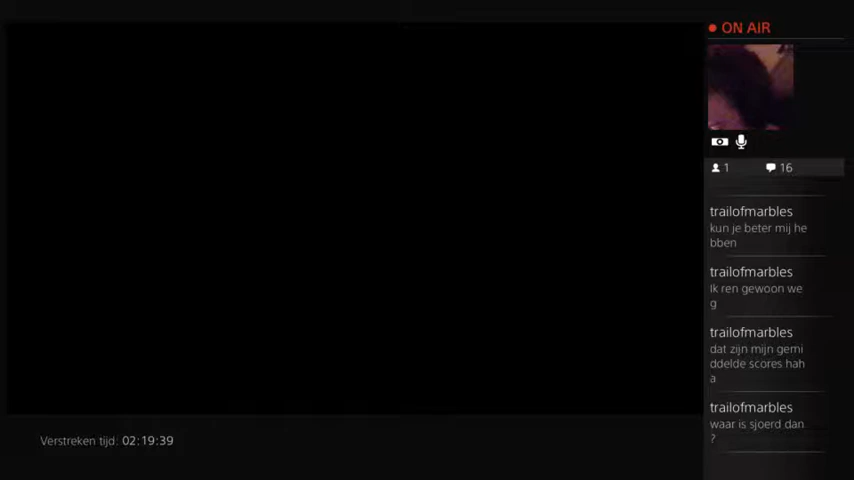 ON AIR
1 16
trailofmarbles
kun je beter mij he
bben
trailofmarbles
Ik ren gewoon we
g
trailofmarbles
dat zijn mijn gemi
ddelde scores hah
a
trailofmarbles
waar is sjoerd dan
?
Verstreken tijd: 02:19:39